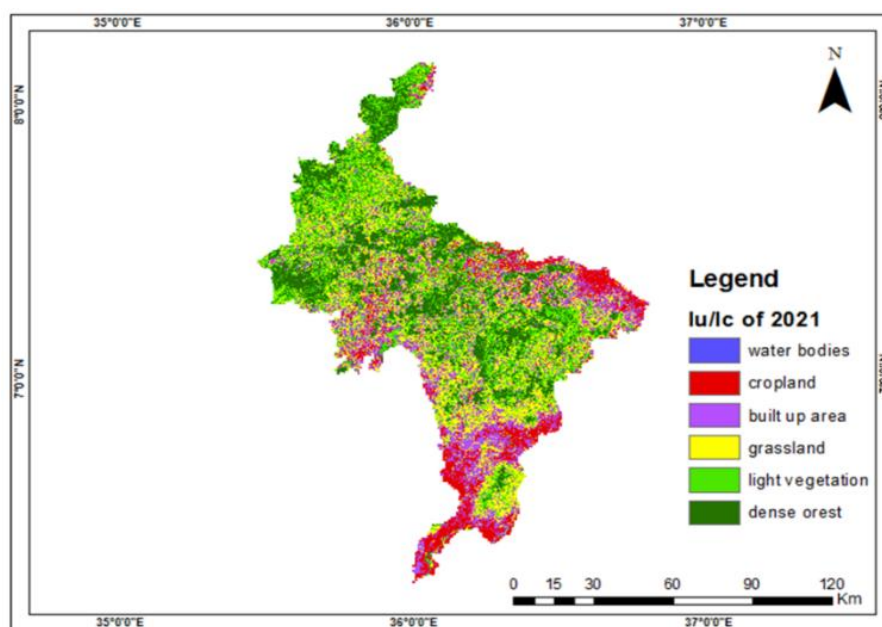 35°0'0"E 36°0'0"E 37°0'0"E
N
8°0'0"N
7°0'0"N
Legend
lu/lc of 2021
water bodies
cropland
built up area
grassland
light vegetation
dense orest
0 15 30 60 90 120
Km
35°0'0"E 36°0'0"E 37°0'0"E